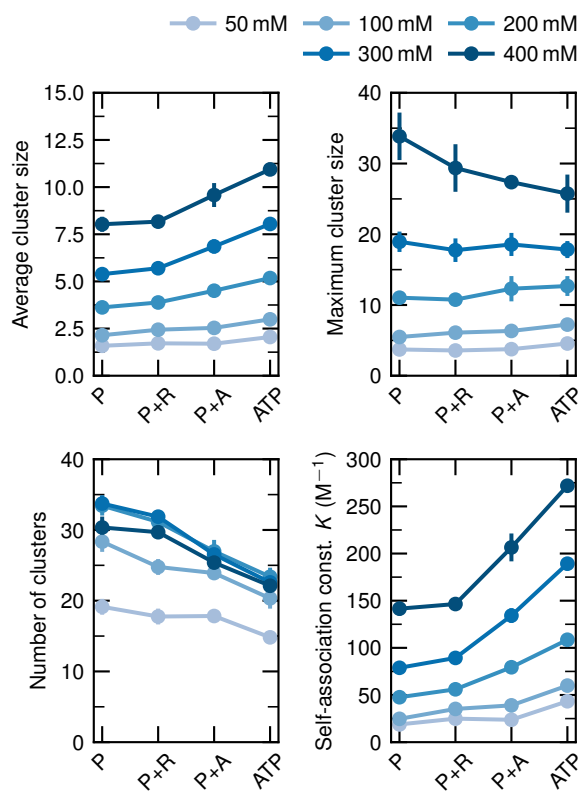 50 mM 100 mM 200 mM
300 mM 400 mM
Average cluster size
15.0
12.5
10.0
7.5
5.0
2.5
0.0
P P+R P+A ATP
Maximum cluster size
40
30
20
10
0
P P+R P+A ATP
Number of clusters
40
30
20
10
0
P P+R P+A ATP
Self-association const. K (M⁻¹)
300
250
200
150
100
50
0
P P+R P+A ATP